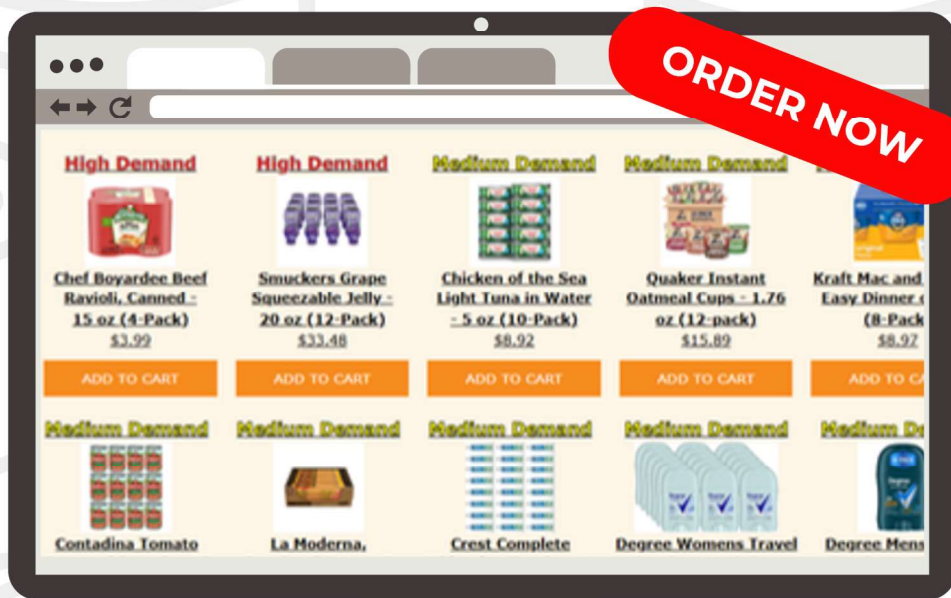 ORDER NOW
High Demand
High Demand
Medium Demand
Medium Demand
Chef Boyardee Beef
Ravioli, Canned -
15 oz (4-Pack)
$3.99
ADD TO CART
Smuckers Grape
Squeezable Jelly -
20 oz (12-Pack)
$33.48
ADD TO CART
Chicken of the Sea
Light Tuna in Water
- 5 oz (10-Pack)
$8.92
ADD TO CART
Quaker Instant
Oatmeal Cups - 1.76
oz (12-pack)
$15.89
ADD TO CART
Kraft Mac and
Easy Dinner
(8-Pack
$8.97
ADD TO CA
Medium Demand
Medium Demand
Medium Demand
Medium Demand
Medium De
Contadina Tomato
La Moderna,
Crest Complete
Degree Womens Travel
Degree Mens